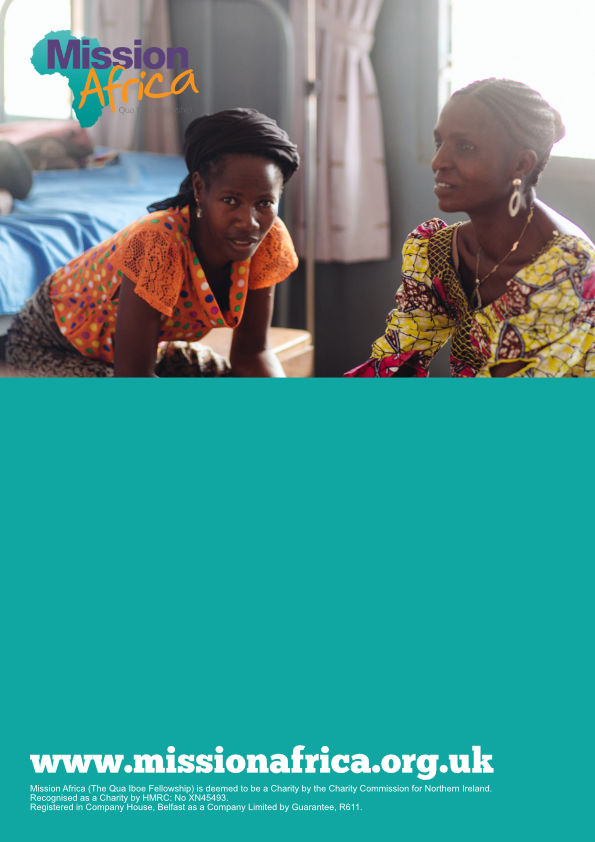 Mission
Africa
Qua Iboe Fellowship
www.missionafrica.org.uk
Mission Africa (The Qua Iboe Fellowship) is deemed to be a Charity by the Charity Commission for Northern Ireland.
Recognised as a Charity by HMRC: No XN45493.
Registered in Company House, Belfast as a Company Limited by Guarantee, R611.